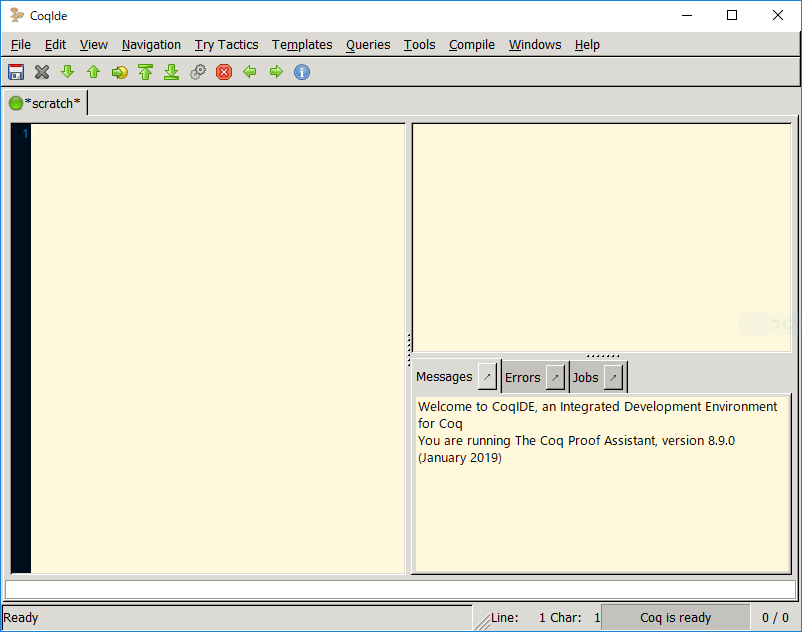 CoqIde
File Edit View Navigation Try Tactics Templates Queries Tools Compile Windows Help
*scratch*
1
Messages Errors Jobs
Welcome to CoqIDE, an Integrated Development Environment
for Coq
You are running The Coq Proof Assistant, version 8.9.0
(January 2019)
Ready Line: 1 Char: 1 Coq is ready 0 / 0